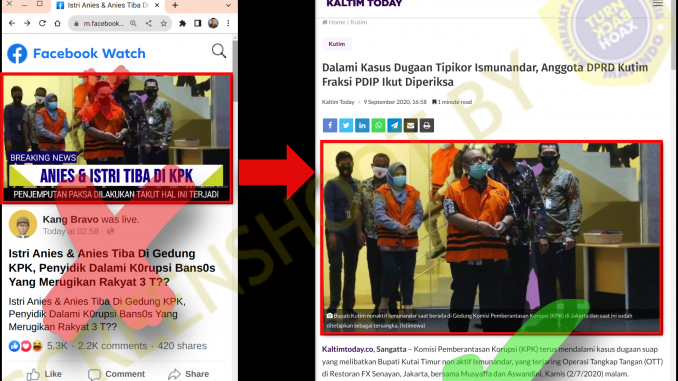 Istri Anies & Anies Tiba Di
m.facebook...
Facebook Watch
BREAKING NEWS
ANIES & ISTRI TIBA DI KPK
PENJEMPUTAN PAKSA DILAKUKAN TAKUT HAL INI TERJADI
Kang Bravo was live.
Today at 02:58 ·
Istri Anies & Anies Tiba Di Gedung
KPK, Penyidik Dalami K0rupsi Bans0s
Yang Merugikan Rakyat 3 T??
Istri Anies & Anies Tiba Di Gedung KPK,
Penyidik Dalami K0rupsi Bans0s Yang
Merugikan Rakyat 3 T??
5.3K · 2.2K comments · 420 shares
Like
Comment
Share
KALTIM TODAY
Home / Kutim
Kutim
Dalami Kasus Dugaan Tipikor Ismunandar, Anggota DPRD Kutim
Fraksi PDIP Ikut Diperiksa
Kaltim Today - 9 September 2020, 16:58 1 minute read
Bupati Kutim nonaktif Ismunandar saat berada di Gedung Komisi Pemberantasan Korupsi (KPK) di Jakarta dan saat ini sudah
ditetapkan sebagai tersangka. (Istimewa)
Kaltimtoday.co, Sangatta – Komisi Pemberantasan Korupsi (KPK) terus mendalami kasus dugaan suap
yang melibatkan Bupati Kutai Timur non aktif Ismunandar, yang terjaring Operasi Tangkap Tangan (OTT)
di Restoran FX Senayan, Jakarta, bersama Musyaffa dan Aswandini, Kamis (2/7/2020) malam.
SCREENSHOOT BY
TURN
BACK
HOAX
MAFINDO